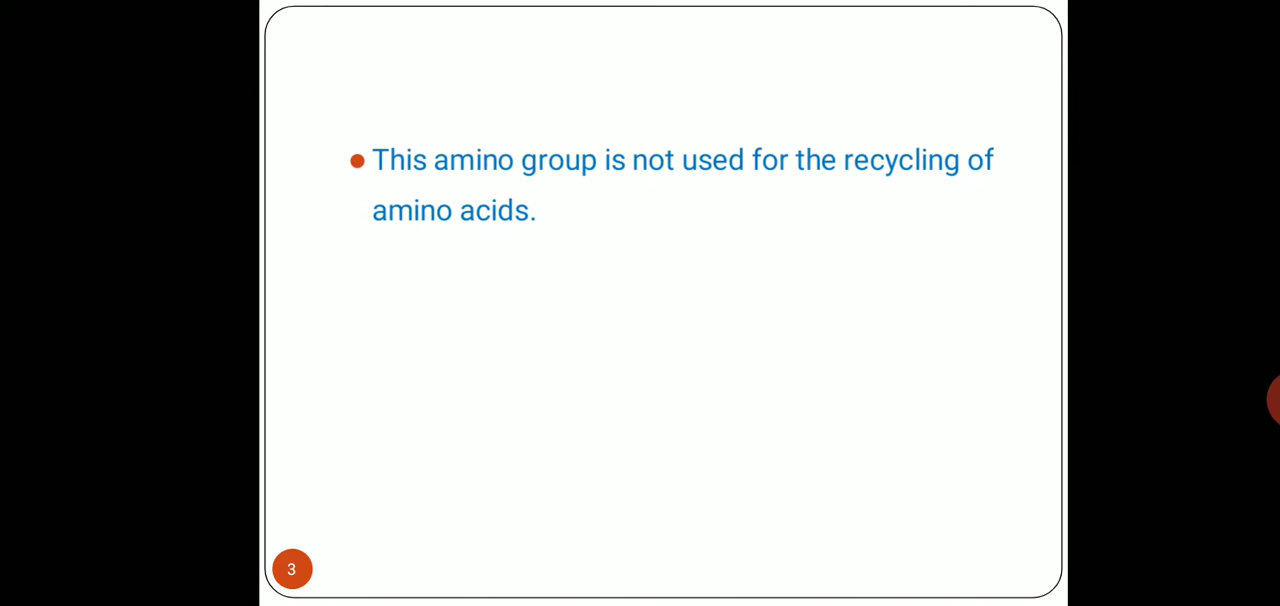 This amino group is not used for the recycling of
amino acids.
3